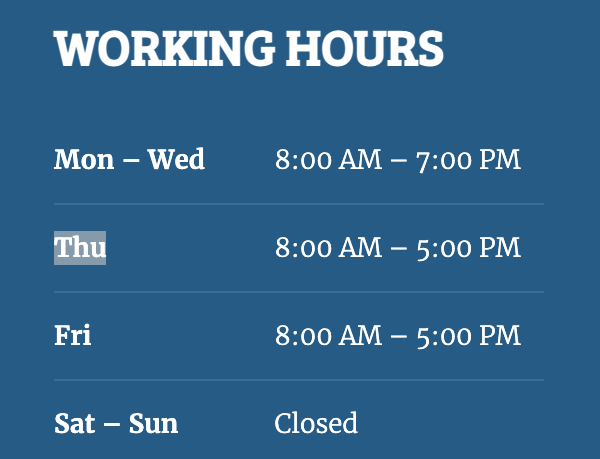 WORKING HOURS
Mon – Wed 8:00 AM – 7:00 PM
Thu 8:00 AM – 5:00 PM
Fri 8:00 AM – 5:00 PM
Sat – Sun Closed